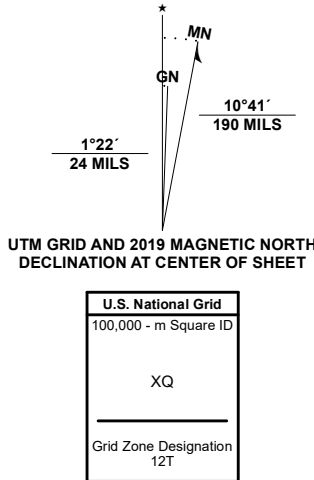 ★
MN
GN
1°22´
24 MILS
10°41´
190 MILS
UTM GRID AND 2019 MAGNETIC NORTH
DECLINATION AT CENTER OF SHEET
U.S. National Grid
100,000 - m Square ID
XQ
Grid Zone Designation
12T